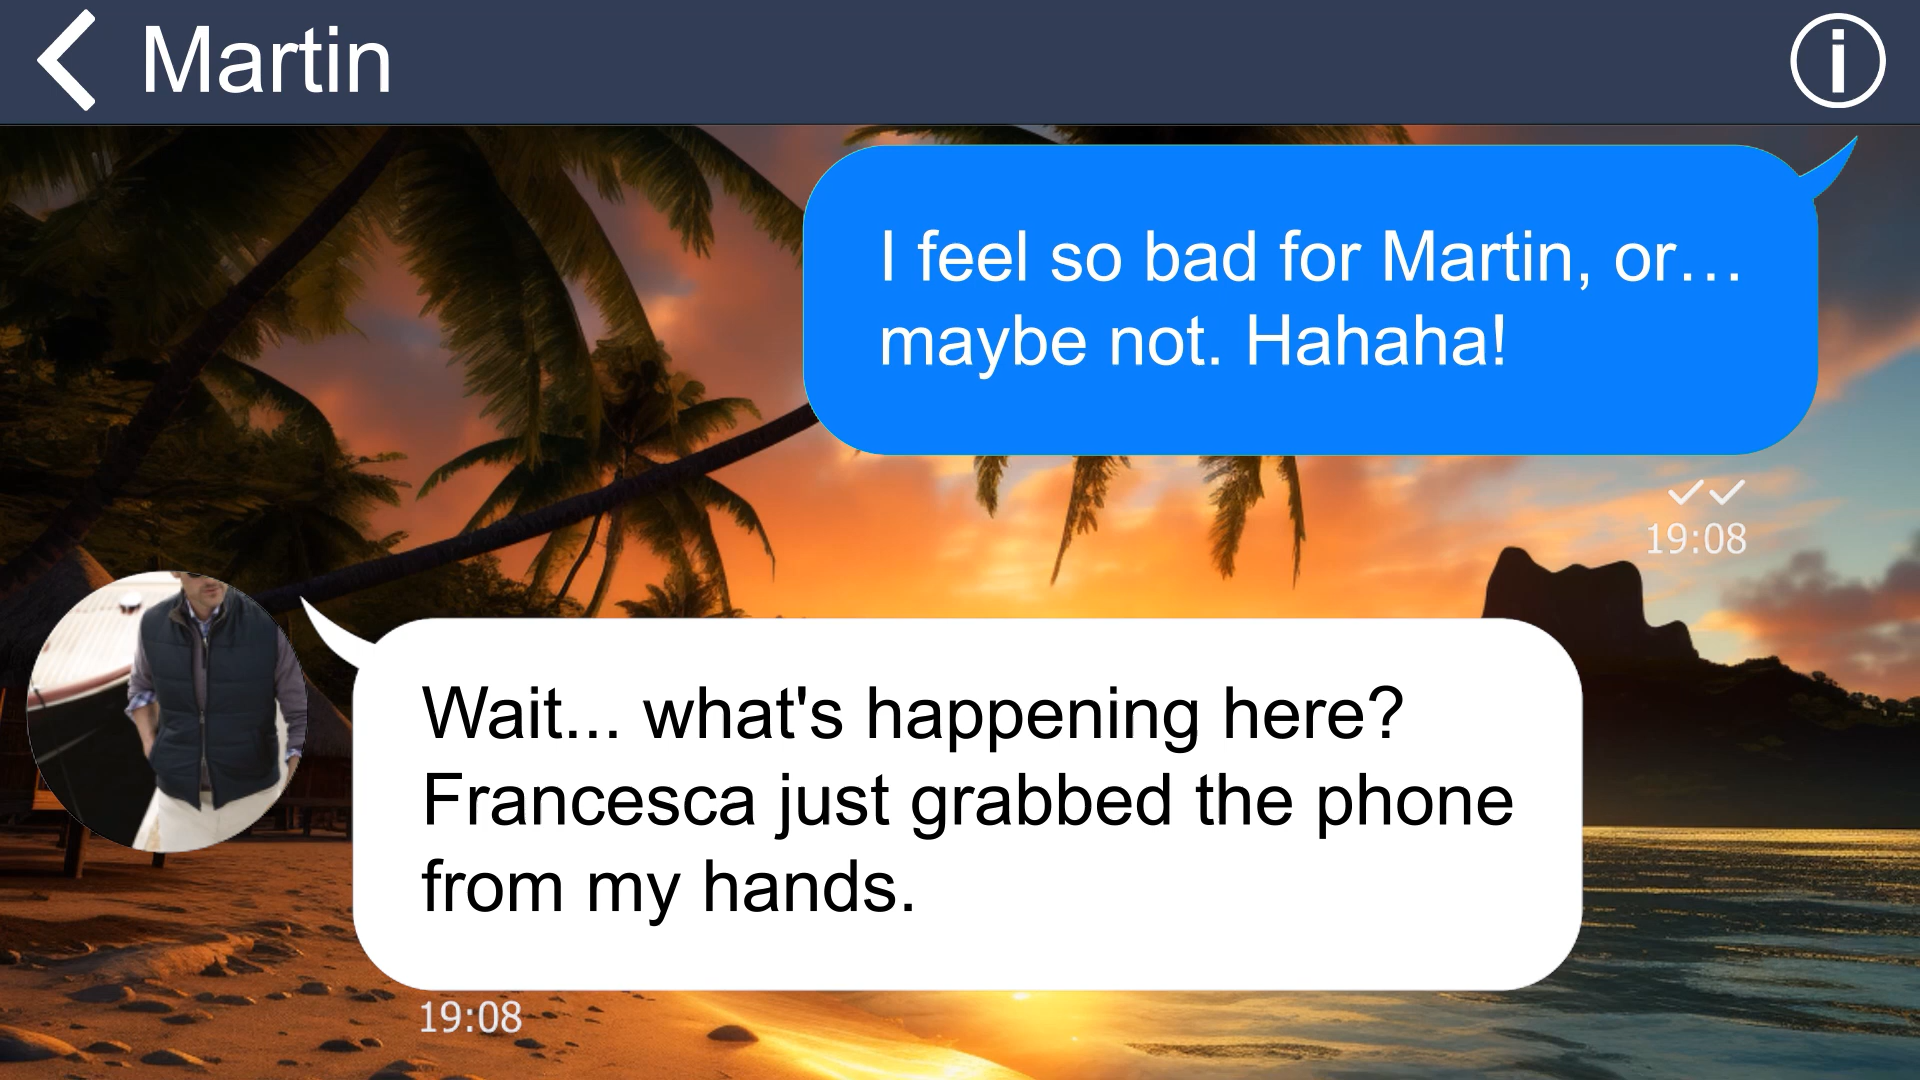 Martin
I feel so bad for Martin, or…
maybe not. Hahaha!
19:08
Wait... what's happening here?
Francesca just grabbed the phone
from my hands.
19:08